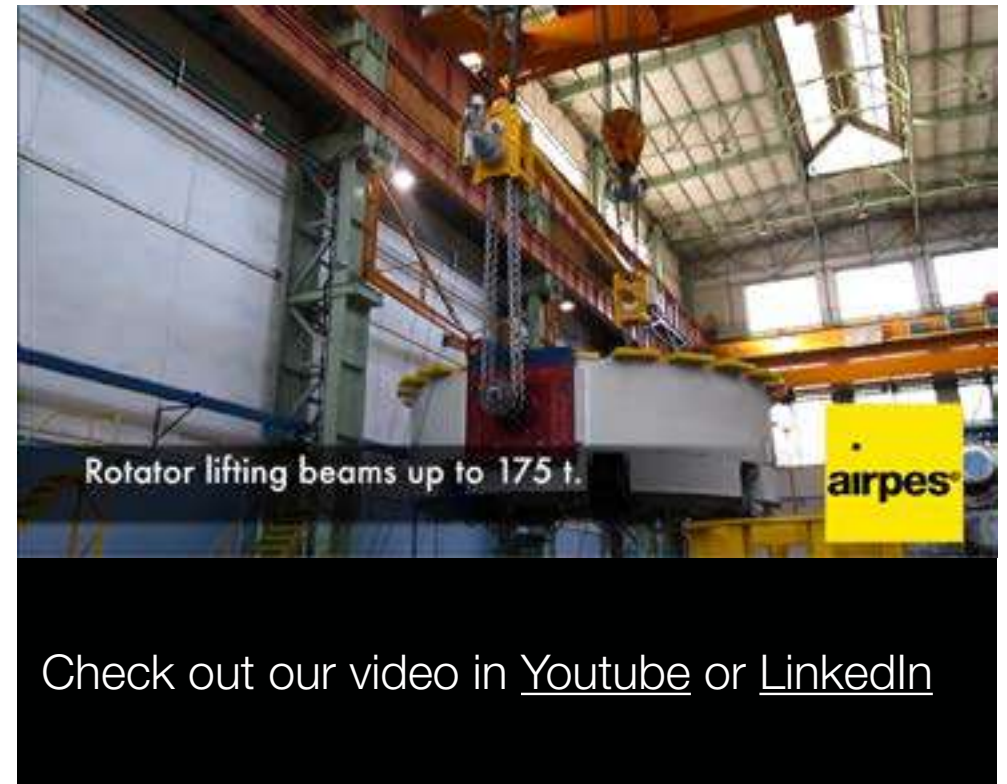 Rotator lifting beams up to 175 t.
airpes®
Check out our video in Youtube or LinkedIn